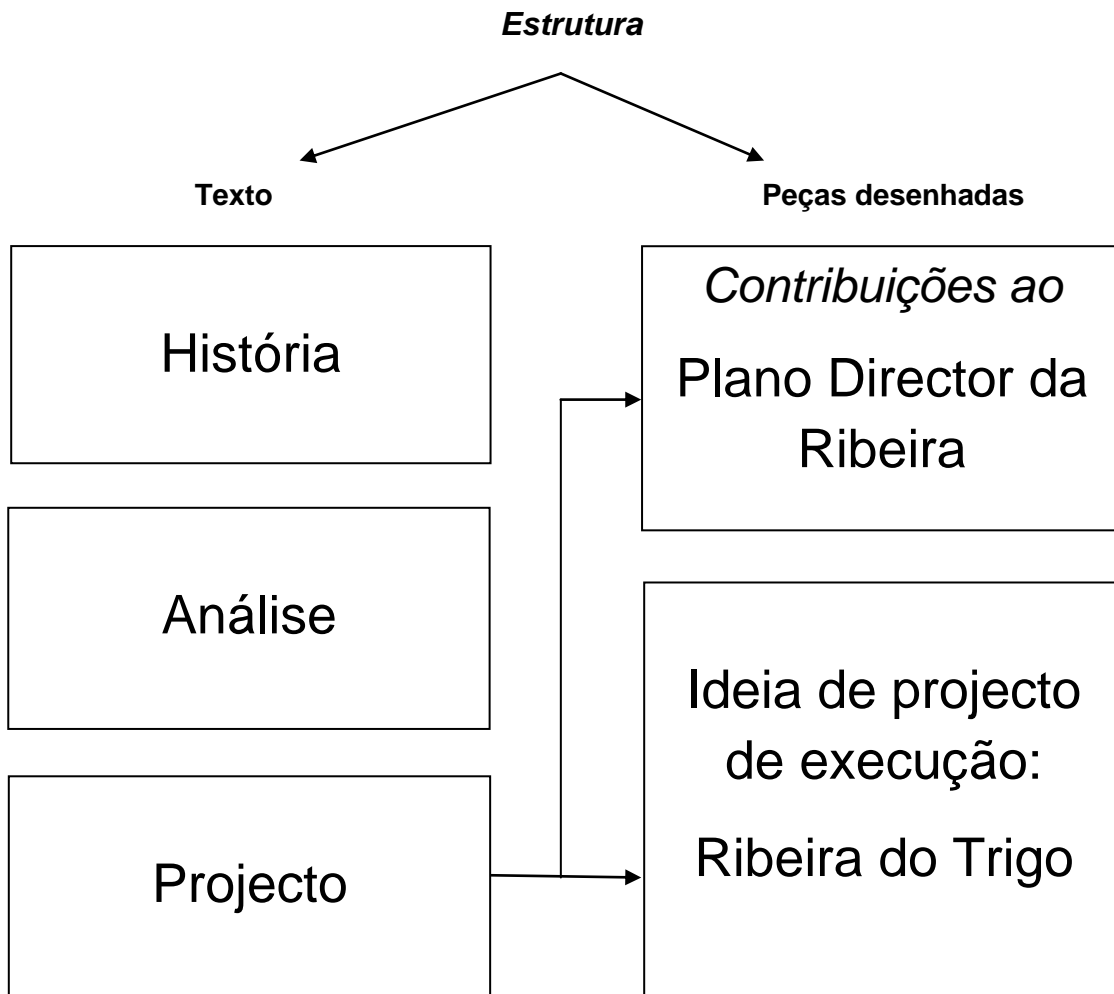 Estrutura
Texto
Peças desenhadas
História
Análise
Projecto
Contribuições ao
Plano Director da
Ribeira
Ideia de projecto
de execução:
Ribeira do Trigo